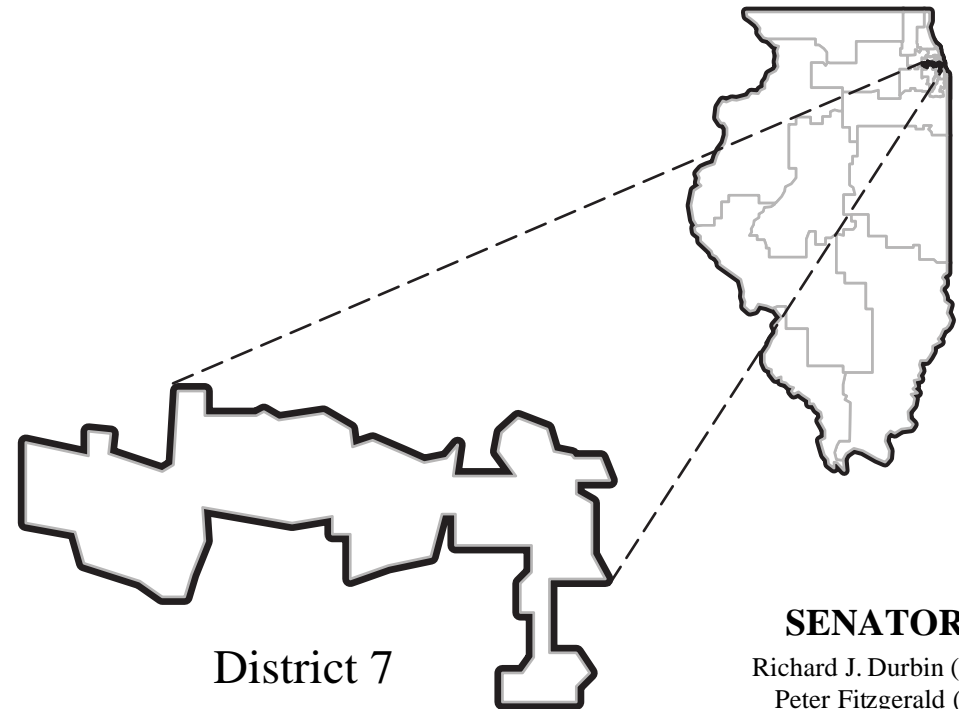 District 7
SENATOR
Richard J. Durbin (
Peter Fitzgerald (